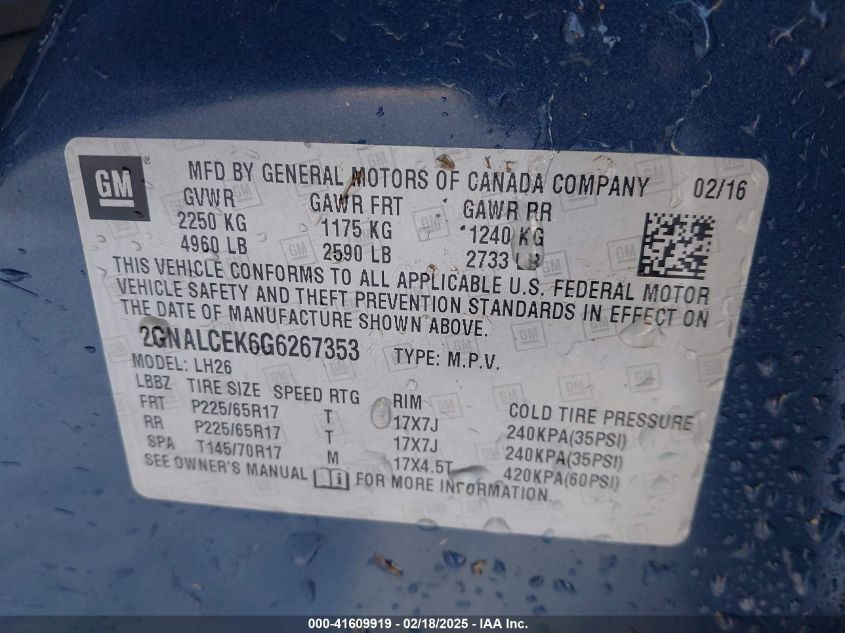 GM ® MFD BY GENERAL MOTORS OF CANADA COMPANY 02/16
GVWR GAWR FRT GAWR RR
2250 KG 1175 KG 1240 KG
4960 LB 2590 LB 2733 LB
THIS VEHICLE CONFORMS TO ALL APPLICABLE U.S. FEDERAL MOTOR
VEHICLE SAFETY AND THEFT PREVENTION STANDARDS IN EFFECT ON
THE DATE OF MANUFACTURE SHOWN ABOVE.
2GNALCEK6G6267353 TYPE: M.P.V.
MODEL: LH26
LBBZ TIRE SIZE SPEED RTG RIM COLD TIRE PRESSURE
FRT P225/65R17 T 17X7J 240KPA(35PSI)
RR P225/65R17 T 17X7J 240KPA(35PSI)
SPA T145/70R17 M 17X4.5T 420KPA(60PSI)
SEE OWNER'S MANUAL FOR MORE INFORMATION.
000-41609919 - 02/18/2025 - IAA Inc.